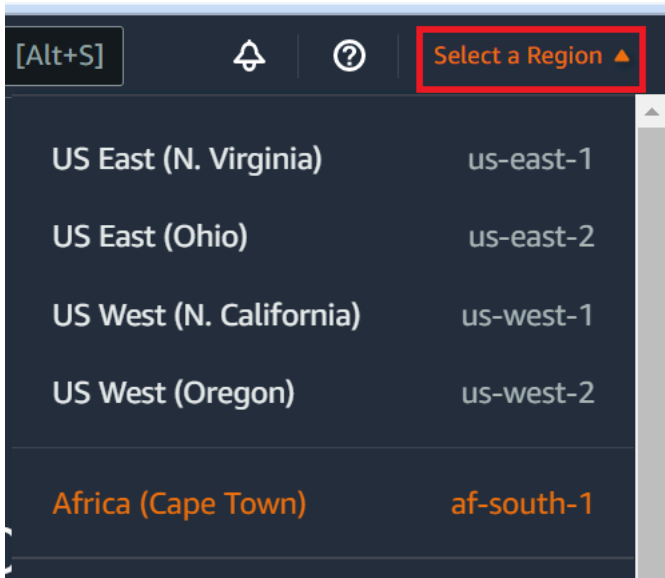 [Alt+S] Select a Region
US East (N. Virginia) us-east-1
US East (Ohio) us-east-2
US West (N. California) us-west-1
US West (Oregon) us-west-2
Africa (Cape Town) af-south-1